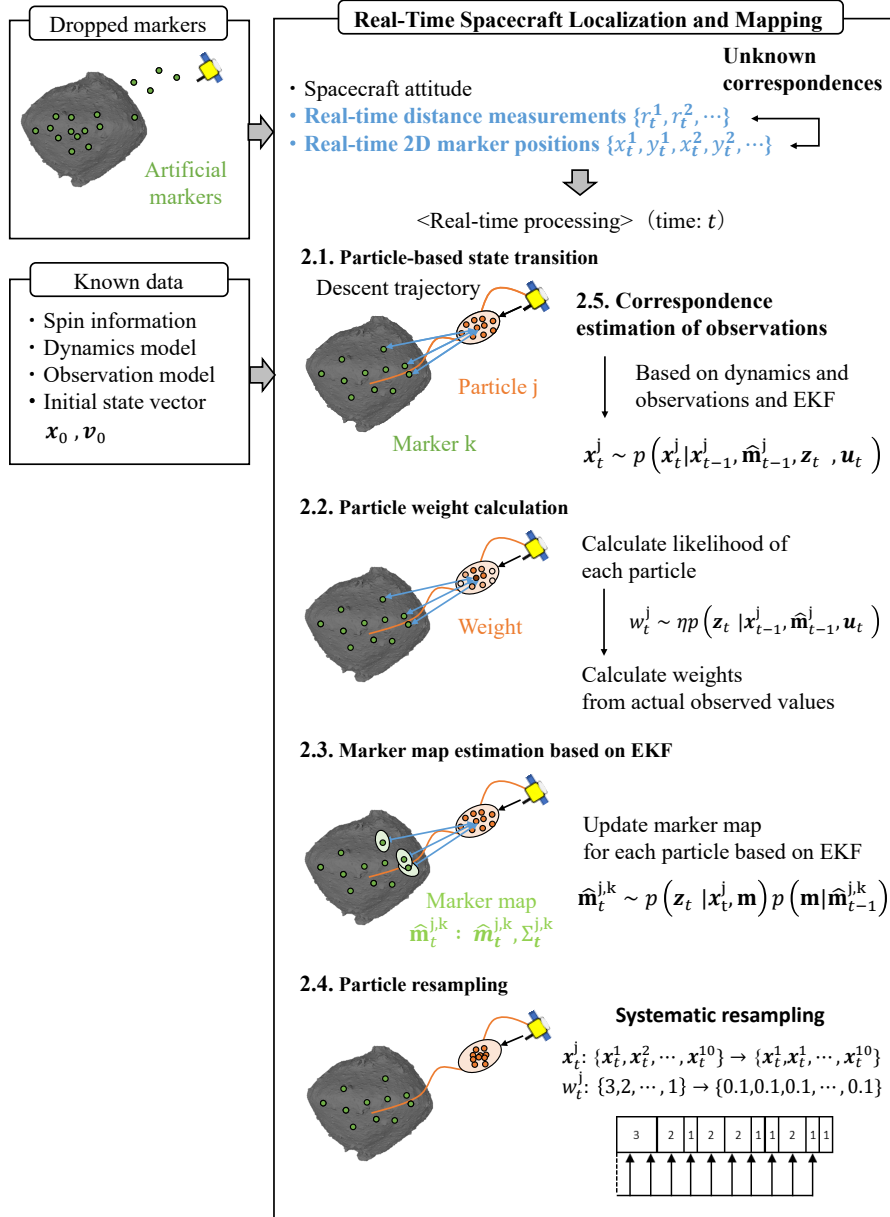 Dropped markers
Artificial
markers
Known data
・Spin information
・Dynamics model
・Observation model
・Initial state vector
𝒙₀ , 𝒗₀
Real-Time Spacecraft Localization and Mapping
Unknown
correspondences
・Spacecraft attitude
・Real-time distance measurements {r_t^1, r_t^2, ⋯}
・Real-time 2D marker positions {x_t^1, y_t^1, x_t^2, y_t^2, ⋯}
<Real-time processing> (time: t)
2.1. Particle-based state transition
Descent trajectory
Particle j
Marker k
2.5. Correspondence
estimation of observations
Based on dynamics and
observations and EKF
𝒙_t^j ~ p(𝒙_t^j|𝒙_{t−1}^j, 𝐦̂_{t−1}^j, 𝒛_t , 𝒖_t )
2.2. Particle weight calculation
Weight
Calculate likelihood of
each particle
w_t^j ~ ηp(𝒛_t |𝒙_{t−1}^j, 𝐦̂_{t−1}^j, 𝒖_t )
Calculate weights
from actual observed values
2.3. Marker map estimation based on EKF
Marker map
𝐦̂_t^{j,k} : 𝒎̂_t^{j,k}, Σ_t^{j,k}
Update marker map
for each particle based on EKF
𝐦̂_t^{j,k} ~ p(𝒛_t |𝒙_t^j, 𝐦) p(𝐦|𝐦̂_{t−1}^{j,k})
2.4. Particle resampling
Systematic resampling
𝒙_t^j: {𝒙_t^1, 𝒙_t^2, ⋯, 𝒙_t^10} → {𝒙_t^1,𝒙_t^1, ⋯, 𝒙_t^10}
w_t^j: {3,2, ⋯, 1} → {0.1,0.1,0.1, ⋯, 0.1}
3 2 1 2 2 1 1 2 1 1